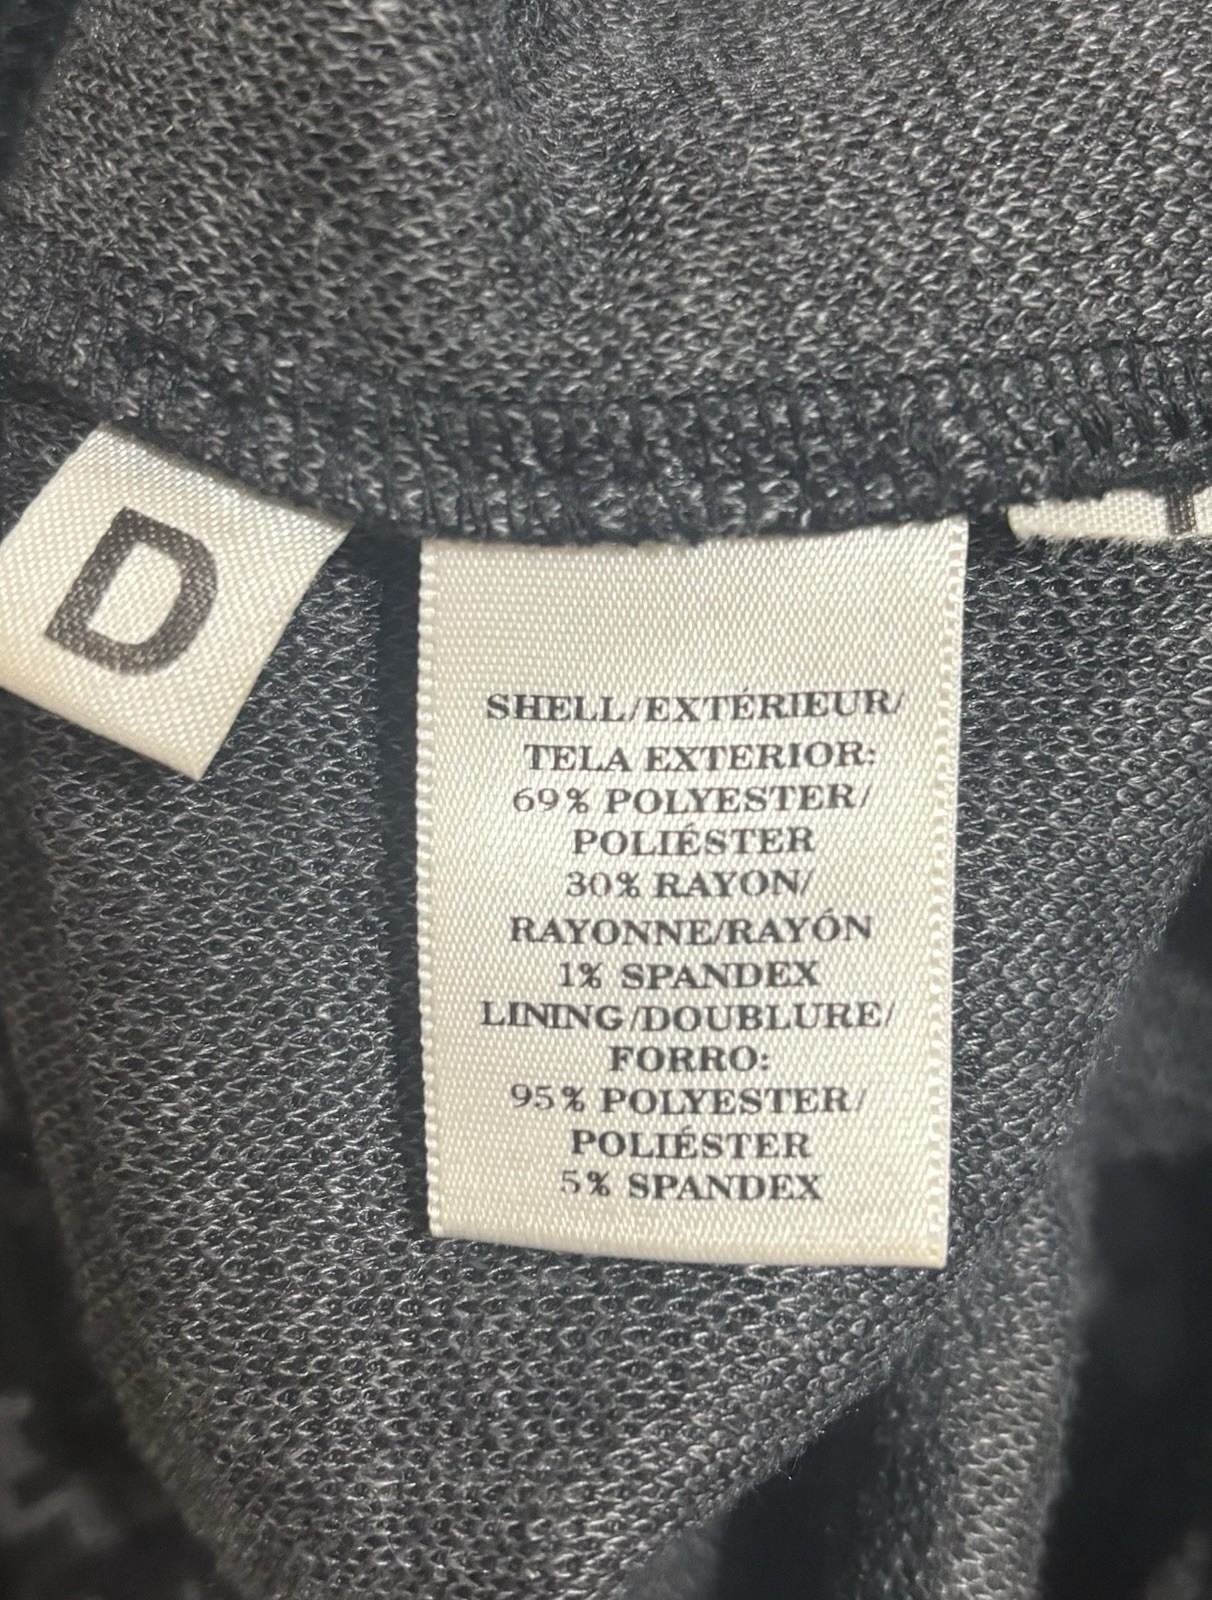 D
SHELL/EXTÉRIEUR/
TELA EXTERIOR:
69% POLYESTER/
POLIÉSTER
30% RAYON/
RAYONNE/RAYÓN
1% SPANDEX
LINING/DOUBLURE/
FORRO:
95% POLYESTER/
POLIÉSTER
5% SPANDEX